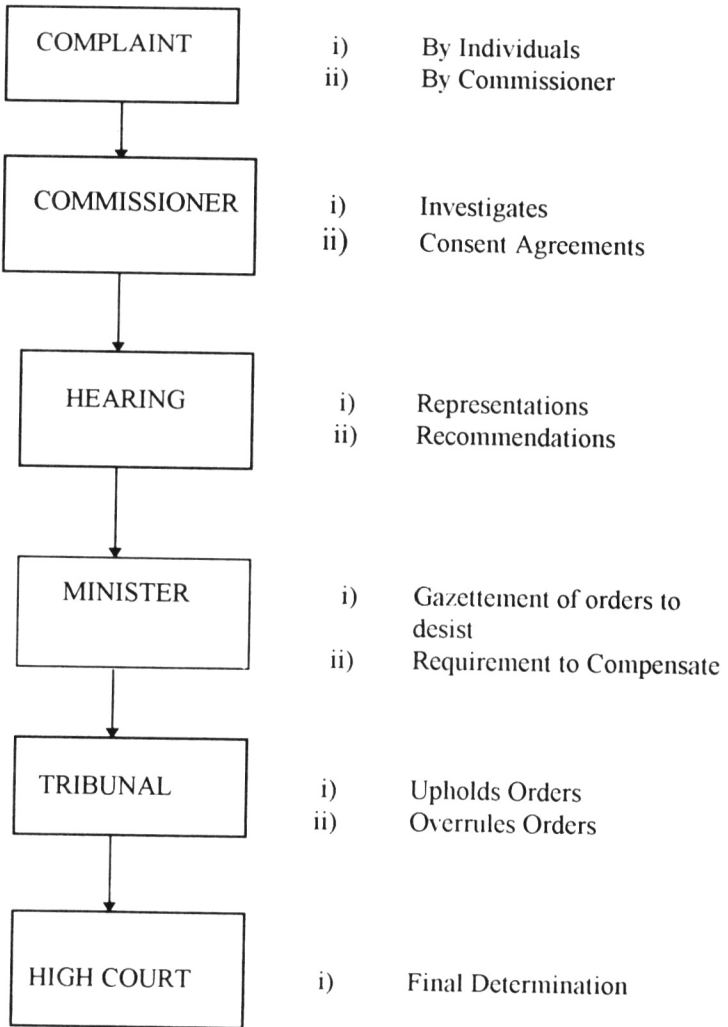 COMPLAINT
i) By Individuals
ii) By Commissioner
COMMISSIONER
i) Investigates
ii) Consent Agreements
HEARING
i) Representations
ii) Recommendations
MINISTER
i) Gazettement of orders to
desist
ii) Requirement to Compensate
TRIBUNAL
i) Upholds Orders
ii) Overrules Orders
HIGH COURT
i) Final Determination